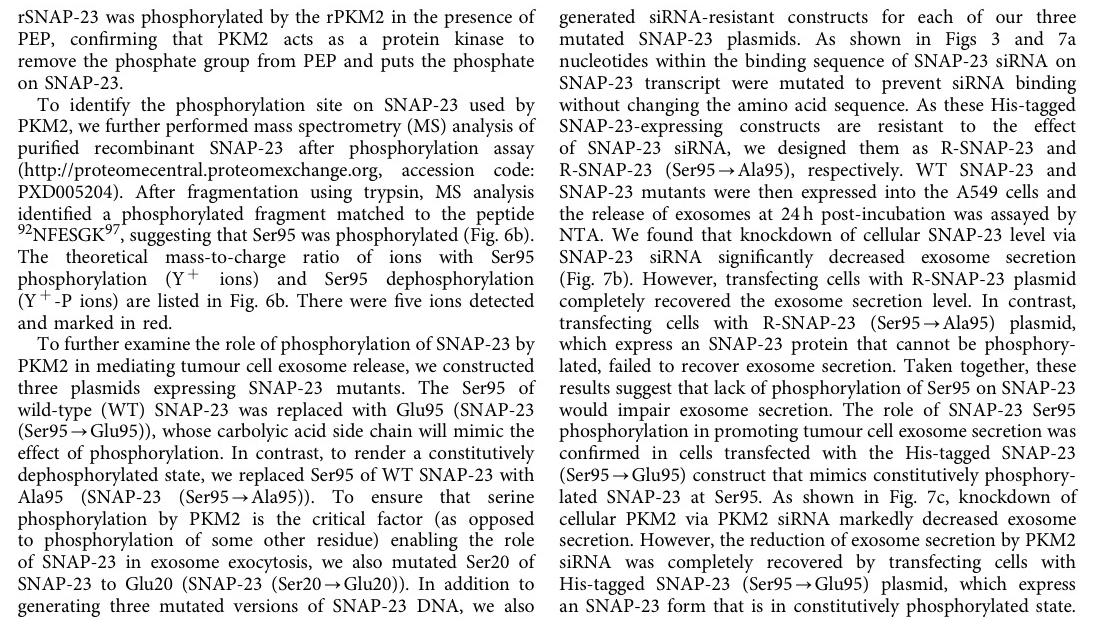 rSNAP-23 was phosphorylated by the rPKM2 in the presence of
PEP, confirming that PKM2 acts as a protein kinase to
remove the phosphate group from PEP and puts the phosphate
on SNAP-23.
To identify the phosphorylation site on SNAP-23 used by
PKM2, we further performed mass spectrometry (MS) analysis of
purified recombinant SNAP-23 after phosphorylation assay
(http://proteomecentral.proteomexchange.org, accession code:
PXD005204). After fragmentation using trypsin, MS analysis
identified a phosphorylated fragment matched to the peptide
⁹²NFESGK⁹⁷, suggesting that Ser95 was phosphorylated (Fig. 6b).
The theoretical mass-to-charge ratio of ions with Ser95
phosphorylation (Y⁺ ions) and Ser95 dephosphorylation
(Y⁺-P ions) are listed in Fig. 6b. There were five ions detected
and marked in red.
To further examine the role of phosphorylation of SNAP-23 by
PKM2 in mediating tumour cell exosome release, we constructed
three plasmids expressing SNAP-23 mutants. The Ser95 of
wild-type (WT) SNAP-23 was replaced with Glu95 (SNAP-23
(Ser95→Glu95)), whose carbolyic acid side chain will mimic the
effect of phosphorylation. In contrast, to render a constitutively
dephosphorylated state, we replaced Ser95 of WT SNAP-23 with
Ala95 (SNAP-23 (Ser95→Ala95)). To ensure that serine
phosphorylation by PKM2 is the critical factor (as opposed
to phosphorylation of some other residue) enabling the role
of SNAP-23 in exosome exocytosis, we also mutated Ser20 of
SNAP-23 to Glu20 (SNAP-23 (Ser20→Glu20)). In addition to
generating three mutated versions of SNAP-23 DNA, we also
generated siRNA-resistant constructs for each of our three
mutated SNAP-23 plasmids. As shown in Figs 3 and 7a
nucleotides within the binding sequence of SNAP-23 siRNA on
SNAP-23 transcript were mutated to prevent siRNA binding
without changing the amino acid sequence. As these His-tagged
SNAP-23-expressing constructs are resistant to the effect
of SNAP-23 siRNA, we designed them as R-SNAP-23 and
R-SNAP-23 (Ser95→Ala95), respectively. WT SNAP-23 and
SNAP-23 mutants were then expressed into the A549 cells and
the release of exosomes at 24 h post-incubation was assayed by
NTA. We found that knockdown of cellular SNAP-23 level via
SNAP-23 siRNA significantly decreased exosome secretion
(Fig. 7b). However, transfecting cells with R-SNAP-23 plasmid
completely recovered the exosome secretion level. In contrast,
transfecting cells with R-SNAP-23 (Ser95→Ala95) plasmid,
which express an SNAP-23 protein that cannot be phosphory-
lated, failed to recover exosome secretion. Taken together, these
results suggest that lack of phosphorylation of Ser95 on SNAP-23
would impair exosome secretion. The role of SNAP-23 Ser95
phosphorylation in promoting tumour cell exosome secretion was
confirmed in cells transfected with the His-tagged SNAP-23
(Ser95→Glu95) construct that mimics constitutively phosphory-
lated SNAP-23 at Ser95. As shown in Fig. 7c, knockdown of
cellular PKM2 via PKM2 siRNA markedly decreased exosome
secretion. However, the reduction of exosome secretion by PKM2
siRNA was completely recovered by transfecting cells with
His-tagged SNAP-23 (Ser95→Glu95) plasmid, which express
an SNAP-23 form that is in constitutively phosphorylated state.